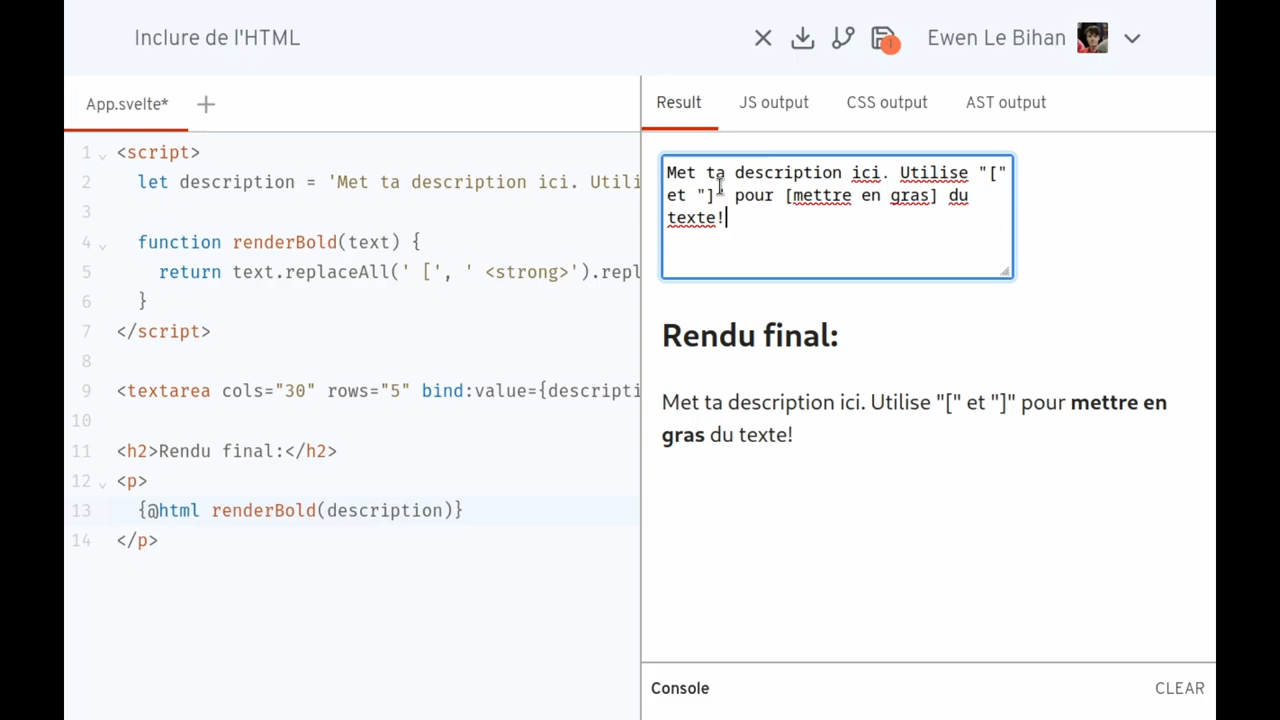 Inclure de l'HTML
1
Ewen Le Bihan
App.svelte*
Result
JS output
CSS output
AST output
1 <script>
2 let description = 'Met ta description ici. Utili
3
4 function renderBold(text) {
5 return text.replaceAll(' [', ' <strong>').repl
6 }
7 </script>
8
9 <textarea cols="30" rows="5" bind:value={descripti
10
11 <h2>Rendu final:</h2>
12 <p>
13 {@html renderBold(description)}
14 </p>
Met ta description ici. Utilise "["
et "]" pour [mettre en gras] du
texte!
Rendu final:
Met ta description ici. Utilise "[" et "]" pour mettre en
gras du texte!
Console
CLEAR